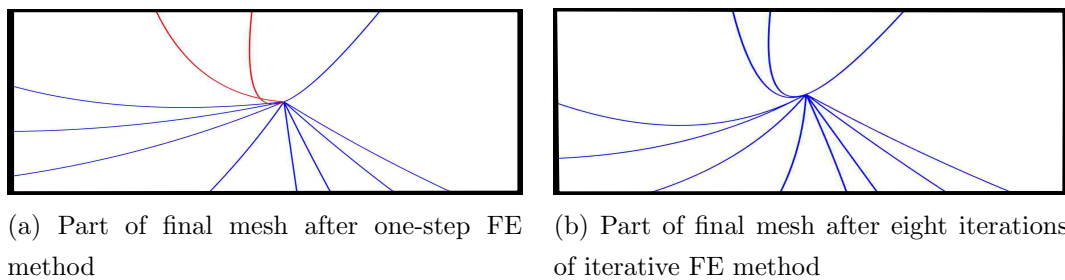 (a) Part of final mesh after one-step FE
method
(b) Part of final mesh after eight iterations
of iterative FE method